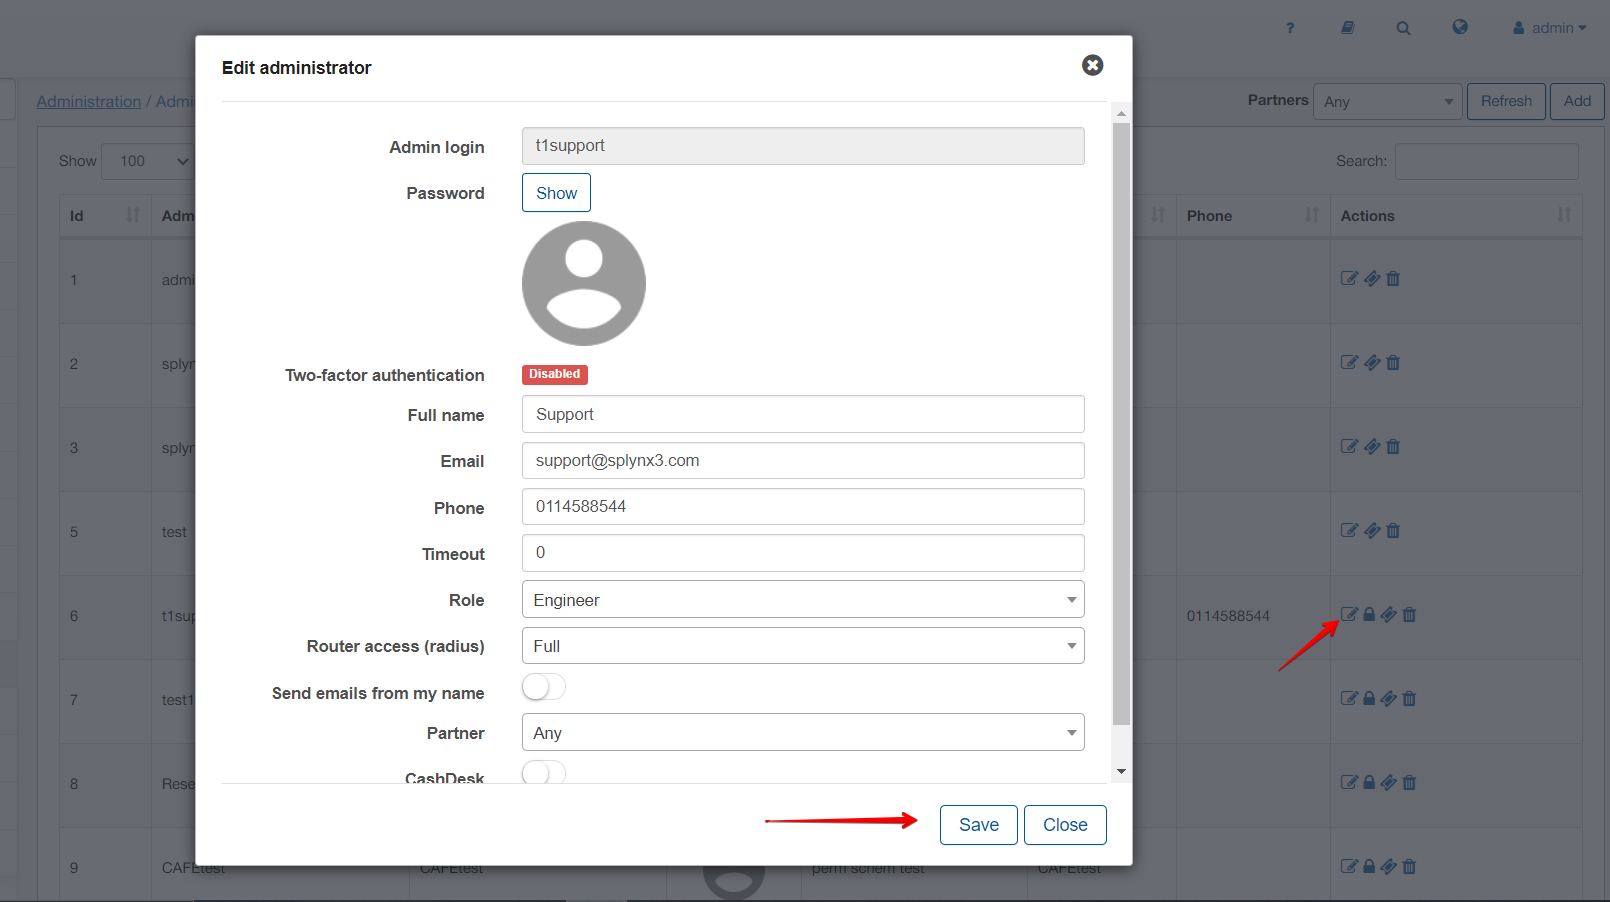 ? admin
Edit administrator
Administration / Admi
Partners Any Refresh Add
Admin login t1support
Show 100
Search:
Password Show
Id Adm Phone Actions
1 admi
Two-factor authentication Disabled
2 splyn
Full name Support
3 splyn
Email support@splynx3.com
Phone 0114588544
5 test
Timeout 0
Role Engineer
6 t1sup 0114588544
Router access (radius) Full
Send emails from my name
7 test1
Partner Any
CashDesk
8 Rese
Save Close
9 CAFEtest CAFEtest perm schem test CAFEtest